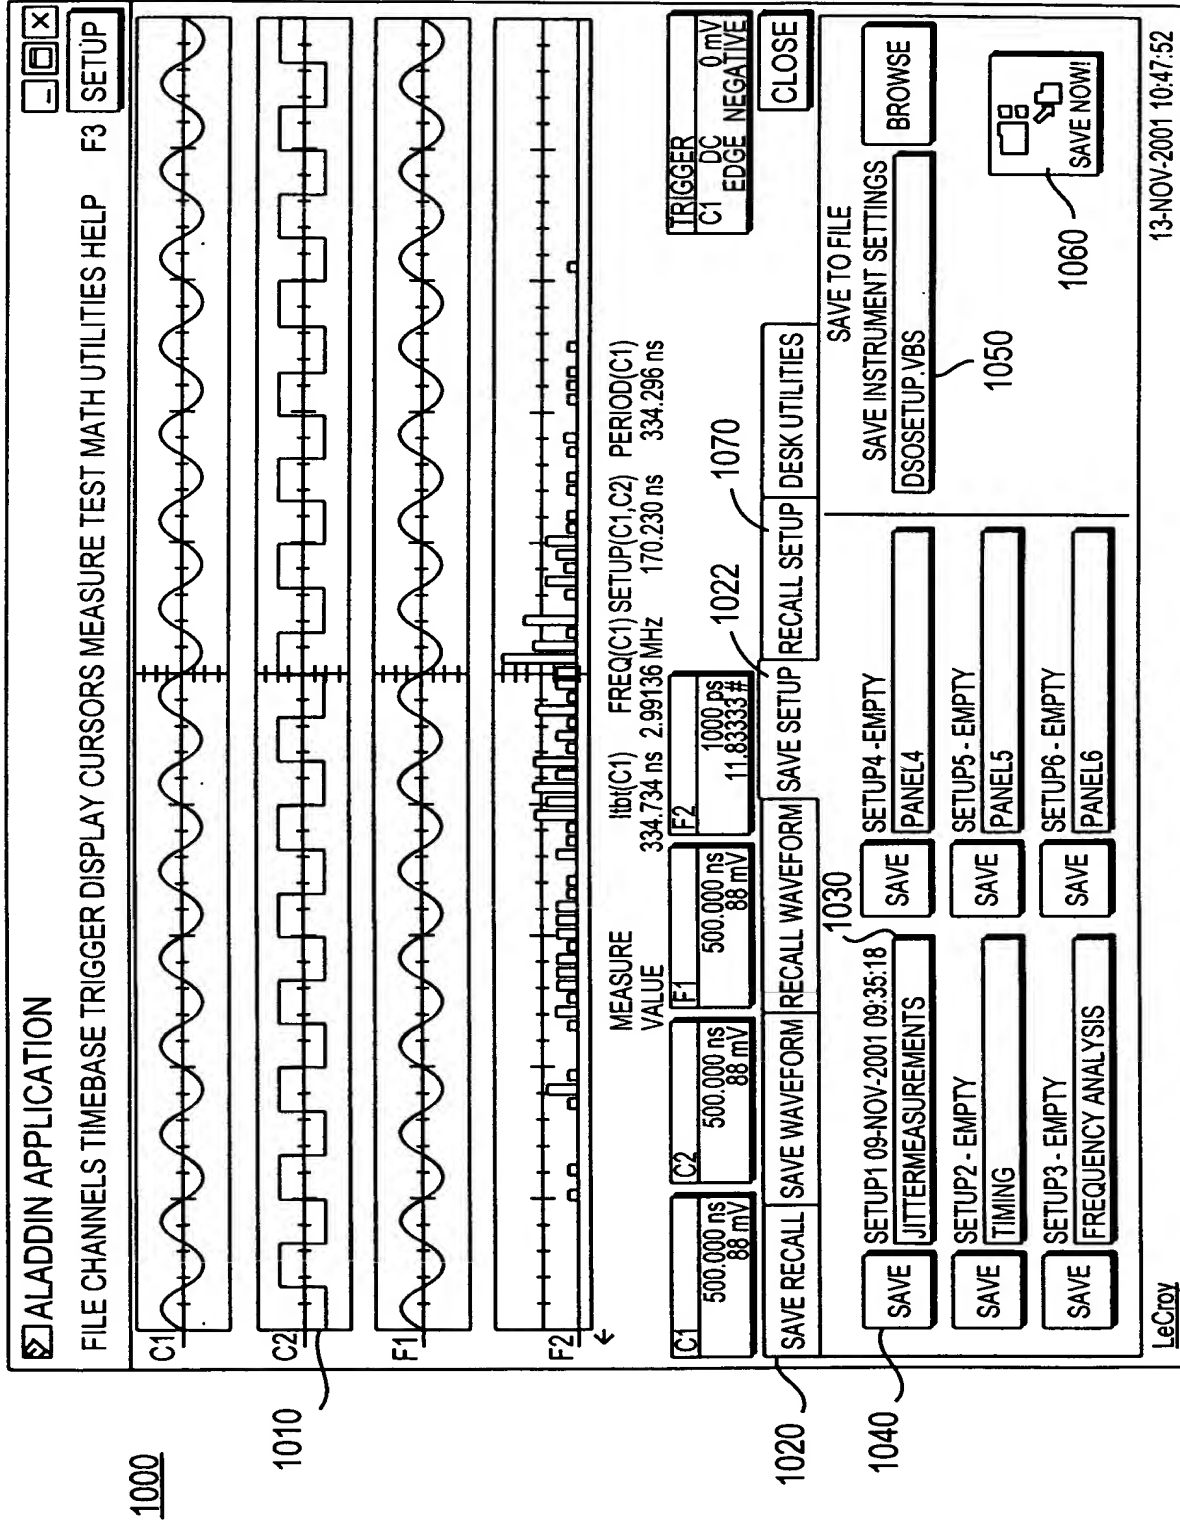 ALADDIN APPLICATION
FILE CHANNELS TIMEBASE TRIGGER DISPLAY CURSORS MEASURE TEST MATH UTILITIES HELP F3 SETUP
C1
C2
F1
F2
MEASURE ltbt(C1) FREQ(C1) SETUP(C1,C2) PERIOD(C1)
VALUE 334.734 ns 2.99136 MHz 170.230 ns 334.296 ns
C1
500.000 ns
88 mV
C2
500.000 ns
88 mV
F1
500.000 ns
88 mV
F2
1000 ps
11.83333 #
TRIGGER
C1 DC 0 mV
EDGE NEGATIVE
SAVE RECALL SAVE WAVEFORM RECALL WAVEFORM SAVE SETUP RECALL SETUP DESK UTILITIES
CLOSE
SAVE
SETUP1 09-NOV-2001 09:35:18
JITTERMEASUREMENTS
SAVE
SETUP2 - EMPTY
TIMING
SAVE
SETUP3 - EMPTY
FREQUENCY ANALYSIS
SAVE
SETUP4 - EMPTY
PANEL4
SAVE
SETUP5 - EMPTY
PANEL5
SAVE
SETUP6 - EMPTY
PANEL6
SAVE TO FILE
SAVE INSTRUMENT SETTINGS
DSOSETUP.VBS
BROWSE
SAVE NOW!
LeCroy
13-NOV-2001 10:47:52
1000
1010
1020
1022
1030
1040
1050
1060
1070